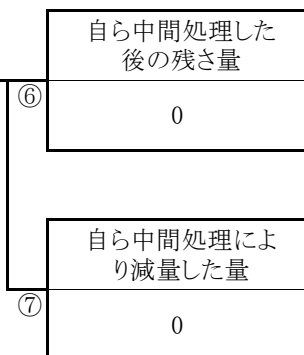 自ら中間処理した
後の残さ量
⑥
0
自ら中間処理によ
り減量した量
⑦
0